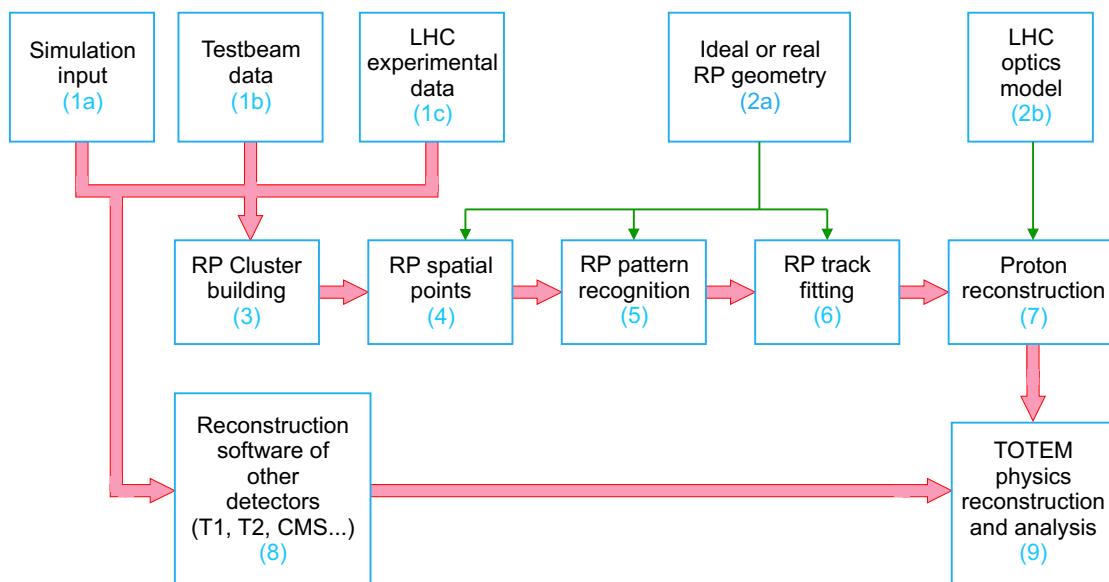 Simulation
input
(1a)
Testbeam
data
(1b)
LHC
experimental
data
(1c)
Ideal or real
RP geometry
(2a)
LHC
optics
model
(2b)
RP Cluster
building
(3)
RP spatial
points
(4)
RP pattern
recognition
(5)
RP track
fitting
(6)
Proton
reconstruction
(7)
Reconstruction
software of
other
detectors
(T1, T2, CMS...)
(8)
TOTEM
physics
reconstruction
and analysis
(9)